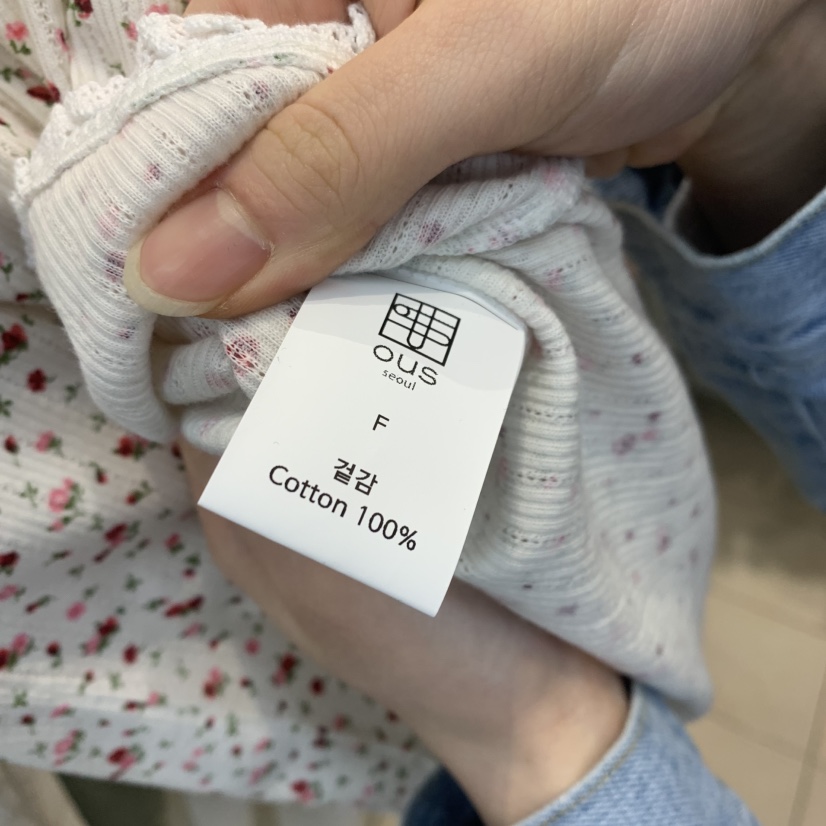 ous
seoul
F
겉감
Cotton 100%